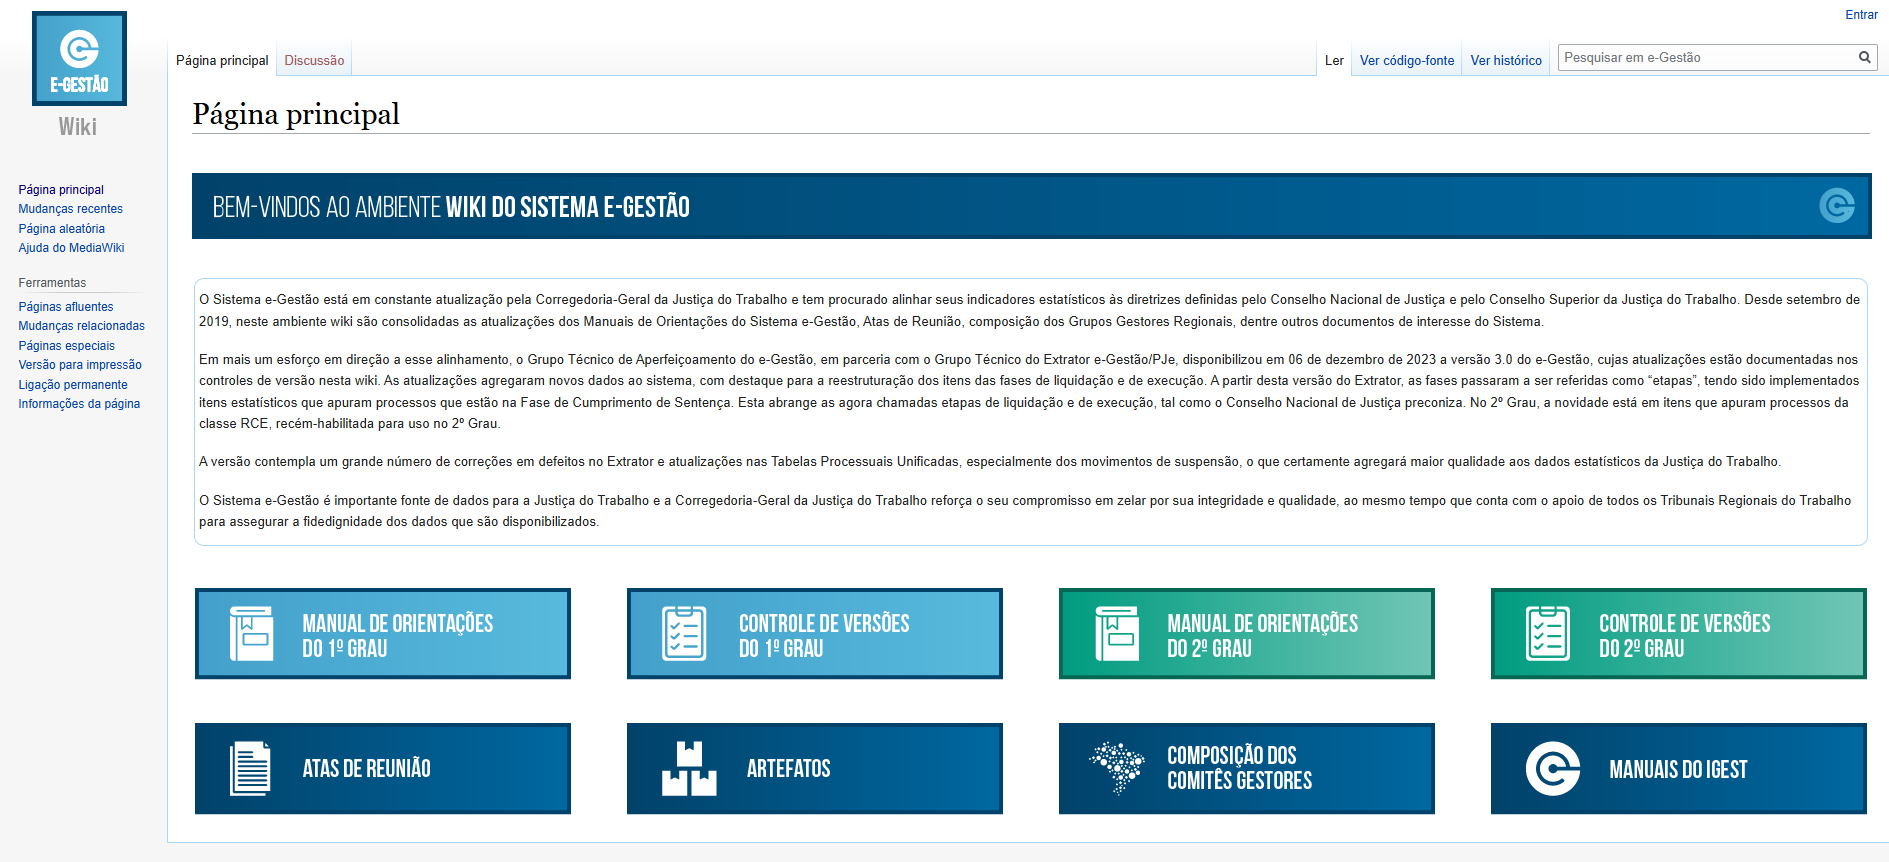 E-GESTÃO
Wiki
Entrar
Página principal
Discussão
Ler
Ver código-fonte
Ver histórico
Pesquisar em e-Gestão
Página principal
Mudanças recentes
Página aleatória
Ajuda do MediaWiki
Ferramentas
Páginas afluentes
Mudanças relacionadas
Páginas especiais
Versão para impressão
Ligação permanente
Informações da página
Página principal
BEM-VINDOS AO AMBIENTE WIKI DO SISTEMA E-GESTÃO
O Sistema e-Gestão está em constante atualização pela Corregedoria-Geral da Justiça do Trabalho e tem procurado alinhar seus indicadores estatísticos às diretrizes definidas pelo Conselho Nacional de Justiça e pelo Conselho Superior da Justiça do Trabalho. Desde setembro de
2019, neste ambiente wiki são consolidadas as atualizações dos Manuais de Orientações do Sistema e-Gestão, Atas de Reunião, composição dos Grupos Gestores Regionais, dentre outros documentos de interesse do Sistema.
Em mais um esforço em direção a esse alinhamento, o Grupo Técnico de Aperfeiçoamento do e-Gestão, em parceria com o Grupo Técnico do Extrator e-Gestão/PJe, disponibilizou em 06 de dezembro de 2023 a versão 3.0 do e-Gestão, cujas atualizações estão documentadas nos
controles de versão nesta wiki. As atualizações agregaram novos dados ao sistema, com destaque para a reestruturação dos itens das fases de liquidação e de execução. A partir desta versão do Extrator, as fases passaram a ser referidas como “etapas”, tendo sido implementados
itens estatísticos que apuram processos que estão na Fase de Cumprimento de Sentença. Esta abrange as agora chamadas etapas de liquidação e de execução, tal como o Conselho Nacional de Justiça preconiza. No 2º Grau, a novidade está em itens que apuram processos da
classe RCE, recém-habilitada para uso no 2º Grau.
A versão contempla um grande número de correções em defeitos no Extrator e atualizações nas Tabelas Processuais Unificadas, especialmente dos movimentos de suspensão, o que certamente agregará maior qualidade aos dados estatísticos da Justiça do Trabalho.
O Sistema e-Gestão é importante fonte de dados para a Justiça do Trabalho e a Corregedoria-Geral da Justiça do Trabalho reforça o seu compromisso em zelar por sua integridade e qualidade, ao mesmo tempo que conta com o apoio de todos os Tribunais Regionais do Trabalho
para assegurar a fidedignidade dos dados que são disponibilizados.
MANUAL DE ORIENTAÇÕES
DO 1º GRAU
CONTROLE DE VERSÕES
DO 1º GRAU
MANUAL DE ORIENTAÇÕES
DO 2º GRAU
CONTROLE DE VERSÕES
DO 2º GRAU
ATAS DE REUNIÃO
ARTEFATOS
COMPOSIÇÃO DOS
COMITÊS GESTORES
MANUAIS DO IGEST